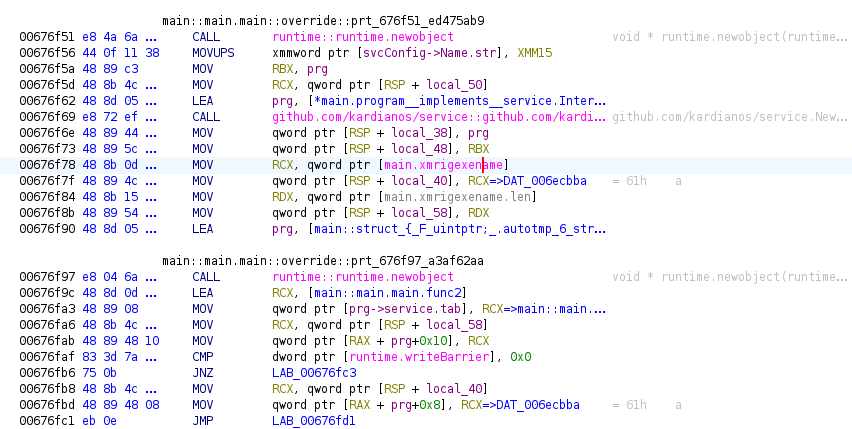 main::main.main::override::prt_676f51_ed475ab9
00676f51 e8 4a 6a ... CALL runtime::runtime.newobject void * runtime.newobject(runtime...
00676f56 44 0f 11 38 MOVUPS xmmword ptr [svcConfig->Name.str], XMM15
00676f5a 48 89 c3 MOV RBX, prg
00676f5d 48 8b 4c ... MOV RCX, qword ptr [RSP + local_50]
00676f62 48 8d 05 ... LEA prg, [*main.program__implements__service.Inter...
00676f69 e8 72 ef ... CALL github.com/kardianos/service::github.com/kardi... github.com/kardianos/service.New...
00676f6e 48 89 44 ... MOV qword ptr [RSP + local_38], prg
00676f73 48 89 5c ... MOV qword ptr [RSP + local_48], RBX
00676f78 48 8b 0d ... MOV RCX, qword ptr [main.xmrigexename]
00676f7f 48 89 4c ... MOV qword ptr [RSP + local_40], RCX=>DAT_006ecbba = 61h a
00676f84 48 8b 15 ... MOV RDX, qword ptr [main.xmrigexename.len]
00676f8b 48 89 54 ... MOV qword ptr [RSP + local_58], RDX
00676f90 48 8d 05 ... LEA prg, [main::struct_{_F_uintptr;_.autotmp_6_str...
main::main.main::override::prt_676f97_a3af62aa
00676f97 e8 04 6a ... CALL runtime::runtime.newobject void * runtime.newobject(runtime...
00676f9c 48 8d 0d ... LEA RCX, [main::main.main.func2]
00676fa3 48 89 08 MOV qword ptr [prg->service.tab], RCX=>main::main....
00676fa6 48 8b 4c ... MOV RCX, qword ptr [RSP + local_58]
00676fab 48 89 48 10 MOV qword ptr [RAX + prg+0x10], RCX
00676faf 83 3d 7a ... CMP dword ptr [runtime.writeBarrier], 0x0
00676fb6 75 0b JNZ LAB_00676fc3
00676fb8 48 8b 4c ... MOV RCX, qword ptr [RSP + local_40]
00676fbd 48 89 48 08 MOV qword ptr [RAX + prg+0x8], RCX=>DAT_006ecbba = 61h a
00676fc1 eb 0e JMP LAB_00676fd1